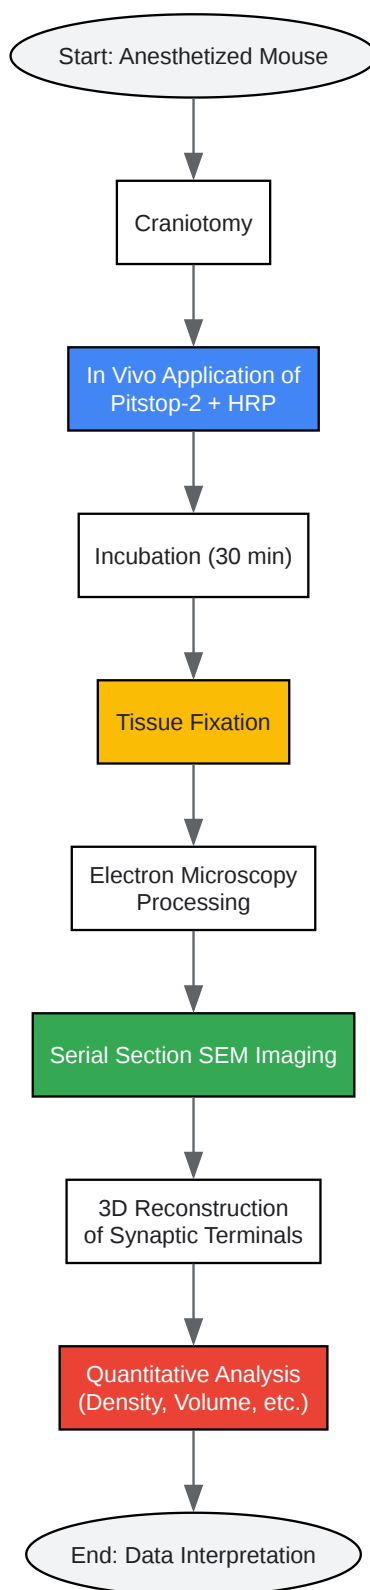 Start: Anesthetized Mouse
Craniotomy
In Vivo Application of
Pitstop-2 + HRP
Incubation (30 min)
Tissue Fixation
Electron Microscopy
Processing
Serial Section SEM Imaging
3D Reconstruction
of Synaptic Terminals
Quantitative Analysis
(Density, Volume, etc.)
End: Data Interpretation